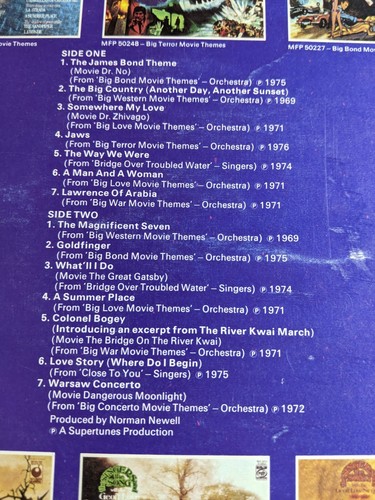 ovie Themes
MFP 50248 – Big Terror Movie Themes
MFP 50227 – Big Bond Mov
SIDE ONE
1. The James Bond Theme
(Movie Dr. No)
(From ‘Big Bond Movie Themes’ – Orchestra) ℗ 1975
2. The Big Country (Another Day, Another Sunset)
(From ‘Big Western Movie Themes’ – Orchestra) ℗ 1969
3. Somewhere My Love
(Movie Dr. Zhivago)
(From ‘Big Love Movie Themes’ – Orchestra) ℗ 1971
4. Jaws
(From ‘Big Terror Movie Themes’ – Orchestra) ℗ 1976
5. The Way We Were
(From ‘Bridge Over Troubled Water’ – Singers) ℗ 1974
6. A Man And A Woman
(From ‘Big Love Movie Themes’ – Orchestra) ℗ 1971
7. Lawrence Of Arabia
(From ‘Big War Movie Themes’ – Orchestra) ℗ 1971
SIDE TWO
1. The Magnificent Seven
(From ‘Big Western Movie Themes’ – Orchestra) ℗ 1969
2. Goldfinger
(From ‘Big Bond Movie Themes’ – Orchestra) ℗ 1975
3. What’ll I Do
(Movie The Great Gatsby)
(From ‘Bridge Over Troubled Water’ – Singers) ℗ 1974
4. A Summer Place
(From ‘Big Love Movie Themes’ – Orchestra) ℗ 1971
5. Colonel Bogey
(Introducing an excerpt from The River Kwai March)
(Movie The Bridge On The River Kwai)
(From ‘Big War Movie Themes’ – Orchestra) ℗ 1971
6. Love Story (Where Do I Begin)
(From ‘Close To You’ – Singers) ℗ 1975
7. Warsaw Concerto
(Movie Dangerous Moonlight)
(From ‘Big Concerto Movie Themes’ – Orchestra) ℗ 1972
Produced by Norman Newell
℗ A Supertunes Production